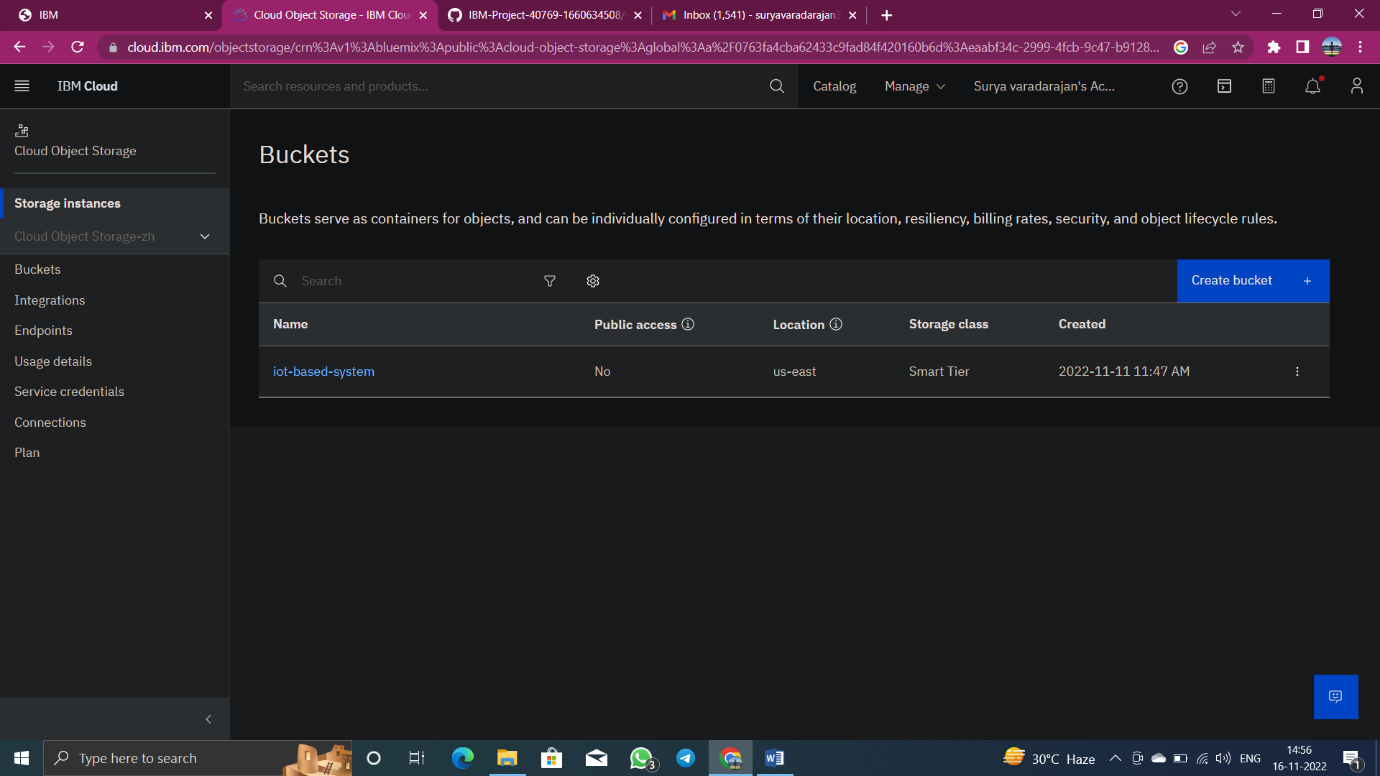 IBM
Cloud Object Storage - IBM Clou
IBM-Project-40769-1660634508/
Inbox (1,541) - suryavaradarajan3
cloud.ibm.com/objectstorage/crn%3Av1%3Abluemix%3Apublic%3Acloud-object-storage%3Aglobal%3Aa%2F0763fa4cba62433c9fad84f420160b6d%3Aeaabf34c-2999-4fcb-9c47-b9128...
IBM Cloud
Search resources and products...
Catalog
Manage
Surya varadarajan's Ac...
Cloud Object Storage
Storage instances
Cloud Object Storage-zh
Buckets
Integrations
Endpoints
Usage details
Service credentials
Connections
Plan
Buckets
Buckets serve as containers for objects, and can be individually configured in terms of their location, resiliency, billing rates, security, and object lifecycle rules.
Search
Create bucket +
Name Public access Location Storage class Created
iot-based-system No us-east Smart Tier 2022-11-11 11:47 AM
Type here to search
3
30°C Haze
ENG
14:56
16-11-2022
1